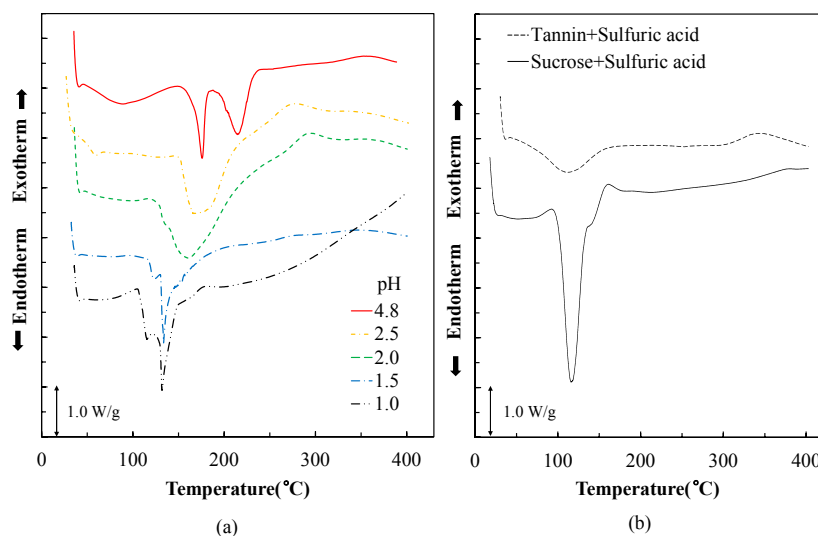 Endotherm Exotherm
pH
4.8
2.5
2.0
1.5
1.0
1.0 W/g
0 100 200 300 400
Temperature(℃)
(a)
Tannin+Sulfuric acid
Sucrose+Sulfuric acid
Endotherm Exotherm
1.0 W/g
0 100 200 300 400
Temperature(℃)
(b)